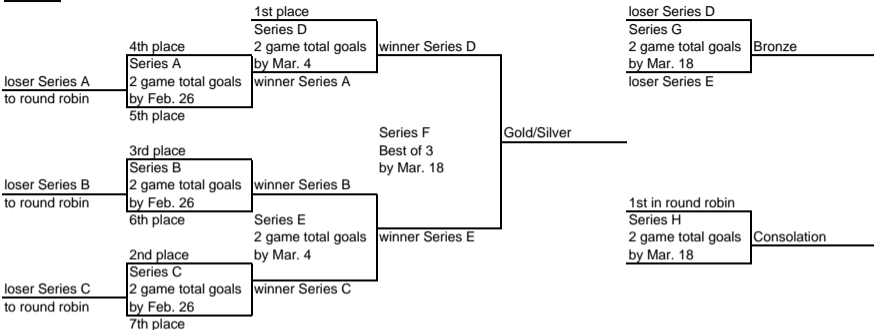 1st place
loser Series D
Series D
Series G
4th place
2 game total goals
winner Series D
2 game total goals
Bronze
Series A
by Mar. 4
by Mar. 18
loser Series A
2 game total goals
winner Series A
loser Series E
to round robin
by Feb. 26
5th place
Series F
Gold/Silver
3rd place
Best of 3
Series B
by Mar. 18
loser Series B
2 game total goals
winner Series B
to round robin
by Feb. 26
1st in round robin
6th place
Series E
Series H
2 game total goals
winner Series E
2 game total goals
Consolation
2nd place
by Mar. 4
by Mar. 18
Series C
loser Series C
2 game total goals
winner Series C
to round robin
by Feb. 26
7th place